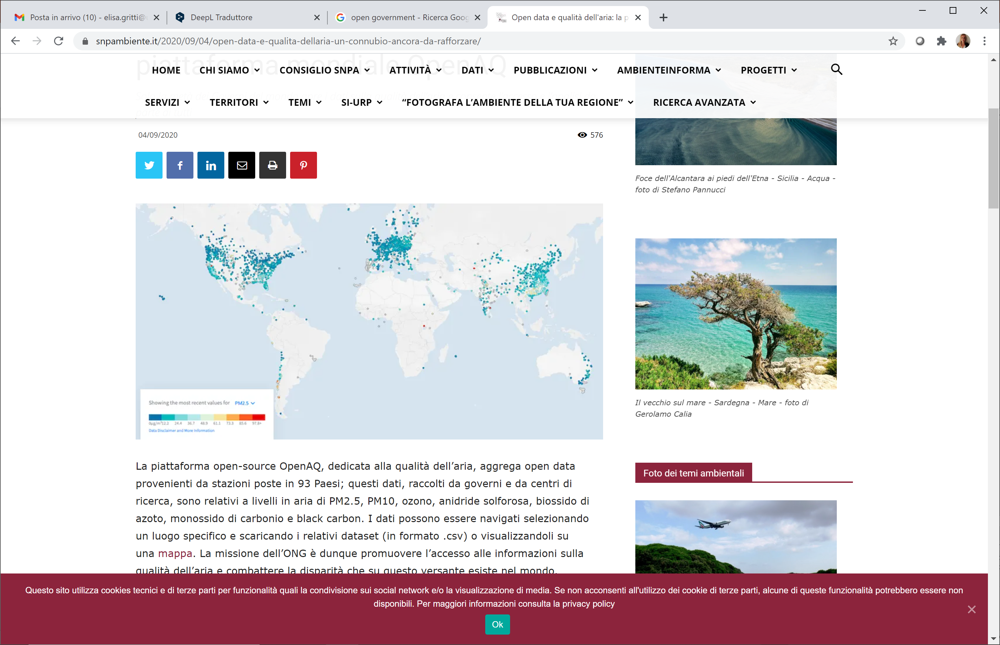 Posta in arrivo (10) - elisa.gritti@
DeepL Traduttore
open government - Ricerca Goog
Open data e qualità dell'aria: la p
snpambiente.it/2020/09/04/open-data-e-qualita-dellaria-un-connubio-ancora-da-rafforzare/
piattaforma mondiale OpenAQ
HOME CHI SIAMO CONSIGLIO SNPA ATTIVITÀ DATI PUBBLICAZIONI AMBIENTEINFORMA PROGETTI
SERVIZI TERRITORI TEMI SI-URP “FOTOGRAFA L’AMBIENTE DELLA TUA REGIONE” RICERCA AVANZATA
parte di tutti
04/09/2020
576
Foce dell'Alcantara ai piedi dell'Etna - Sicilia - Acqua -
foto di Stefano Pannucci
Showing the most recent values for PM2.5
0µg/m³ 12.2 24.4 36.7 48.9 61.1 73.3 85.6 97.8+
Data Disclaimer and More Information
Il vecchio sul mare - Sardegna - Mare - foto di
Gerolamo Calia
La piattaforma open-source OpenAQ, dedicata alla qualità dell’aria, aggrega open data
provenienti da stazioni poste in 93 Paesi; questi dati, raccolti da governi e da centri di
ricerca, sono relativi a livelli in aria di PM2.5, PM10, ozono, anidride solforosa, biossido di
azoto, monossido di carbonio e black carbon. I dati possono essere navigati selezionando
un luogo specifico e scaricando i relativi dataset (in formato .csv) o visualizzandoli su
una mappa. La missione dell’ONG è dunque promuovere l’accesso alle informazioni sulla
qualità dell’aria e combattere la disparità che su questo versante esiste nel mondo.
Foto dei temi ambientali
Questo sito utilizza cookies tecnici e di terze parti per funzionalità quali la condivisione sui social network e/o la visualizzazione di media. Se non acconsenti all'utilizzo dei cookie di terze parti, alcune di queste funzionalità potrebbero essere non
disponibili. Per maggiori informazioni consulta la privacy policy
Ok